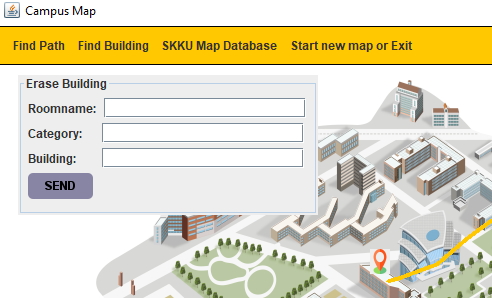 Campus Map
Find Path Find Building SKKU Map Database Start new map or Exit
Erase Building
Roomname:
Category:
Building:
SEND